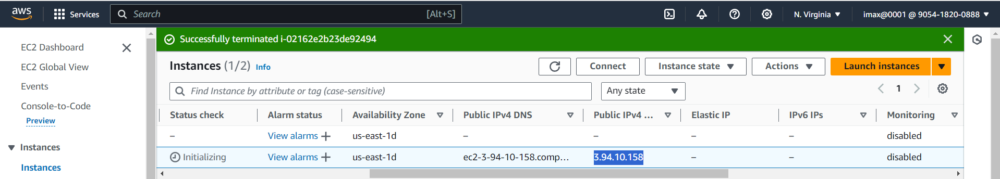 aws
Services
Search
[Alt+S]
N. Virginia
imax@0001 @ 9054-1820-0888
EC2 Dashboard
EC2 Global View
Events
Console-to-Code
Preview
Instances
Instances
Successfully terminated i-02162e2b23de92494
Instances (1/2) Info
Connect
Instance state
Actions
Launch instances
Find Instance by attribute or tag (case-sensitive)
Any state
1
Status check Alarm status Availability Zone Public IPv4 DNS Public IPv4 ... Elastic IP IPv6 IPs Monitoring
– View alarms + us-east-1d – – – – disabled
Initializing View alarms + us-east-1d ec2-3-94-10-158.comp... 3.94.10.158 – – disabled